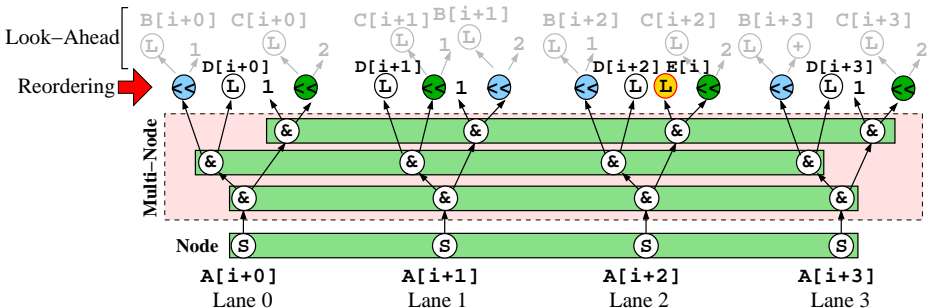 B[i+0] C[i+0] C[i+1] B[i+1] B[i+2] C[i+2] B[i+3] C[i+3]
Look-Ahead L 1 L 2 L 1 L 2 L 1 L 2 L + L 2
D[i+0] D[i+1] D[i+2] E[i] D[i+3]
Reordering << L 1 << L << 1 << << L L << << L 1 <<
& & & &
& & & &
Multi-Node
& & & &
Node S S S S
A[i+0] A[i+1] A[i+2] A[i+3]
Lane 0 Lane 1 Lane 2 Lane 3